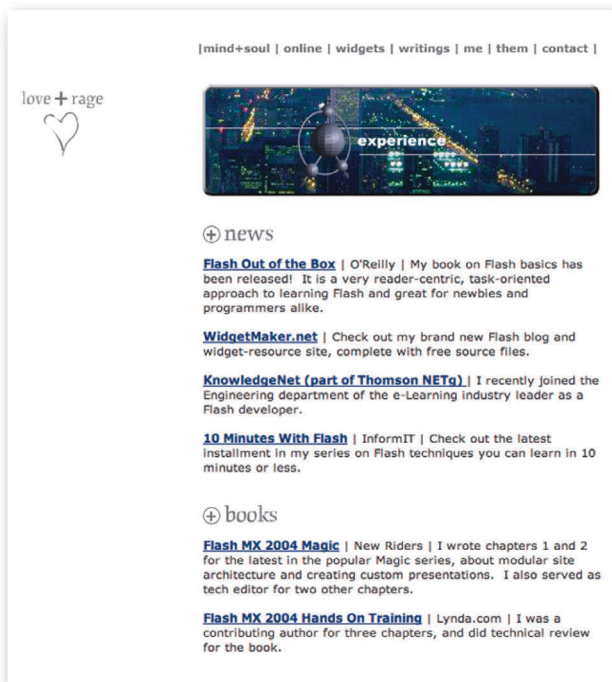 |mind+soul | online | widgets | writings | me | them | contact |
love + rage
experience
news
Flash Out of the Box | O'Reilly | My book on Flash basics has
been released! It is a very reader-centric, task-oriented
approach to learning Flash and great for newbies and
programmers alike.
WidgetMaker.net | Check out my brand new Flash blog and
widget-resource site, complete with free source files.
KnowledgeNet (part of Thomson NETg) | I recently joined the
Engineering department of the e-Learning industry leader as a
Flash developer.
10 Minutes With Flash | InformIT | Check out the latest
installment in my series on Flash techniques you can learn in 10
minutes or less.
books
Flash MX 2004 Magic | New Riders | I wrote chapters 1 and 2
for the latest in the popular Magic series, about modular site
architecture and creating custom presentations. I also served as
tech editor for two other chapters.
Flash MX 2004 Hands On Training | Lynda.com | I was a
contributing author for three chapters, and did technical review
for the book.